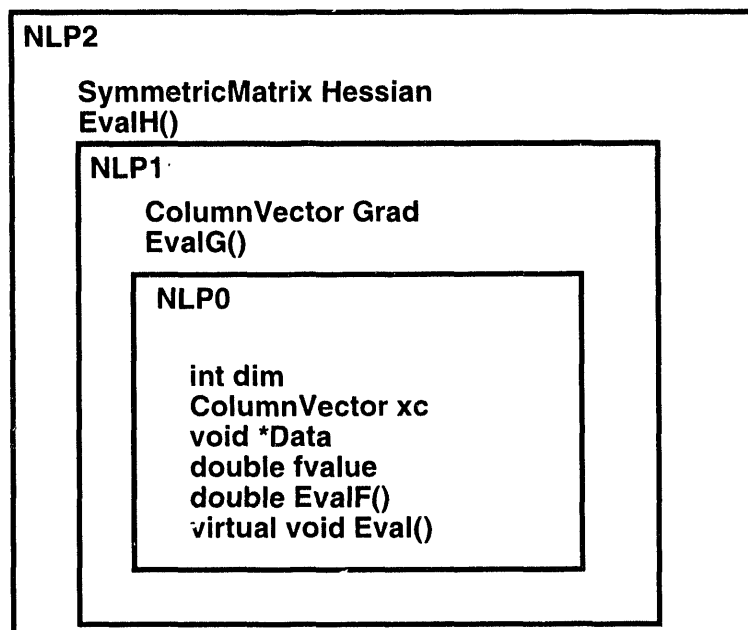 NLP2
SymmetricMatrix Hessian
EvalH()
NLP1
ColumnVector Grad
EvalG()
NLP0
int dim
ColumnVector xc
void *Data
double fvalue
double EvalF()
virtual void Eval()